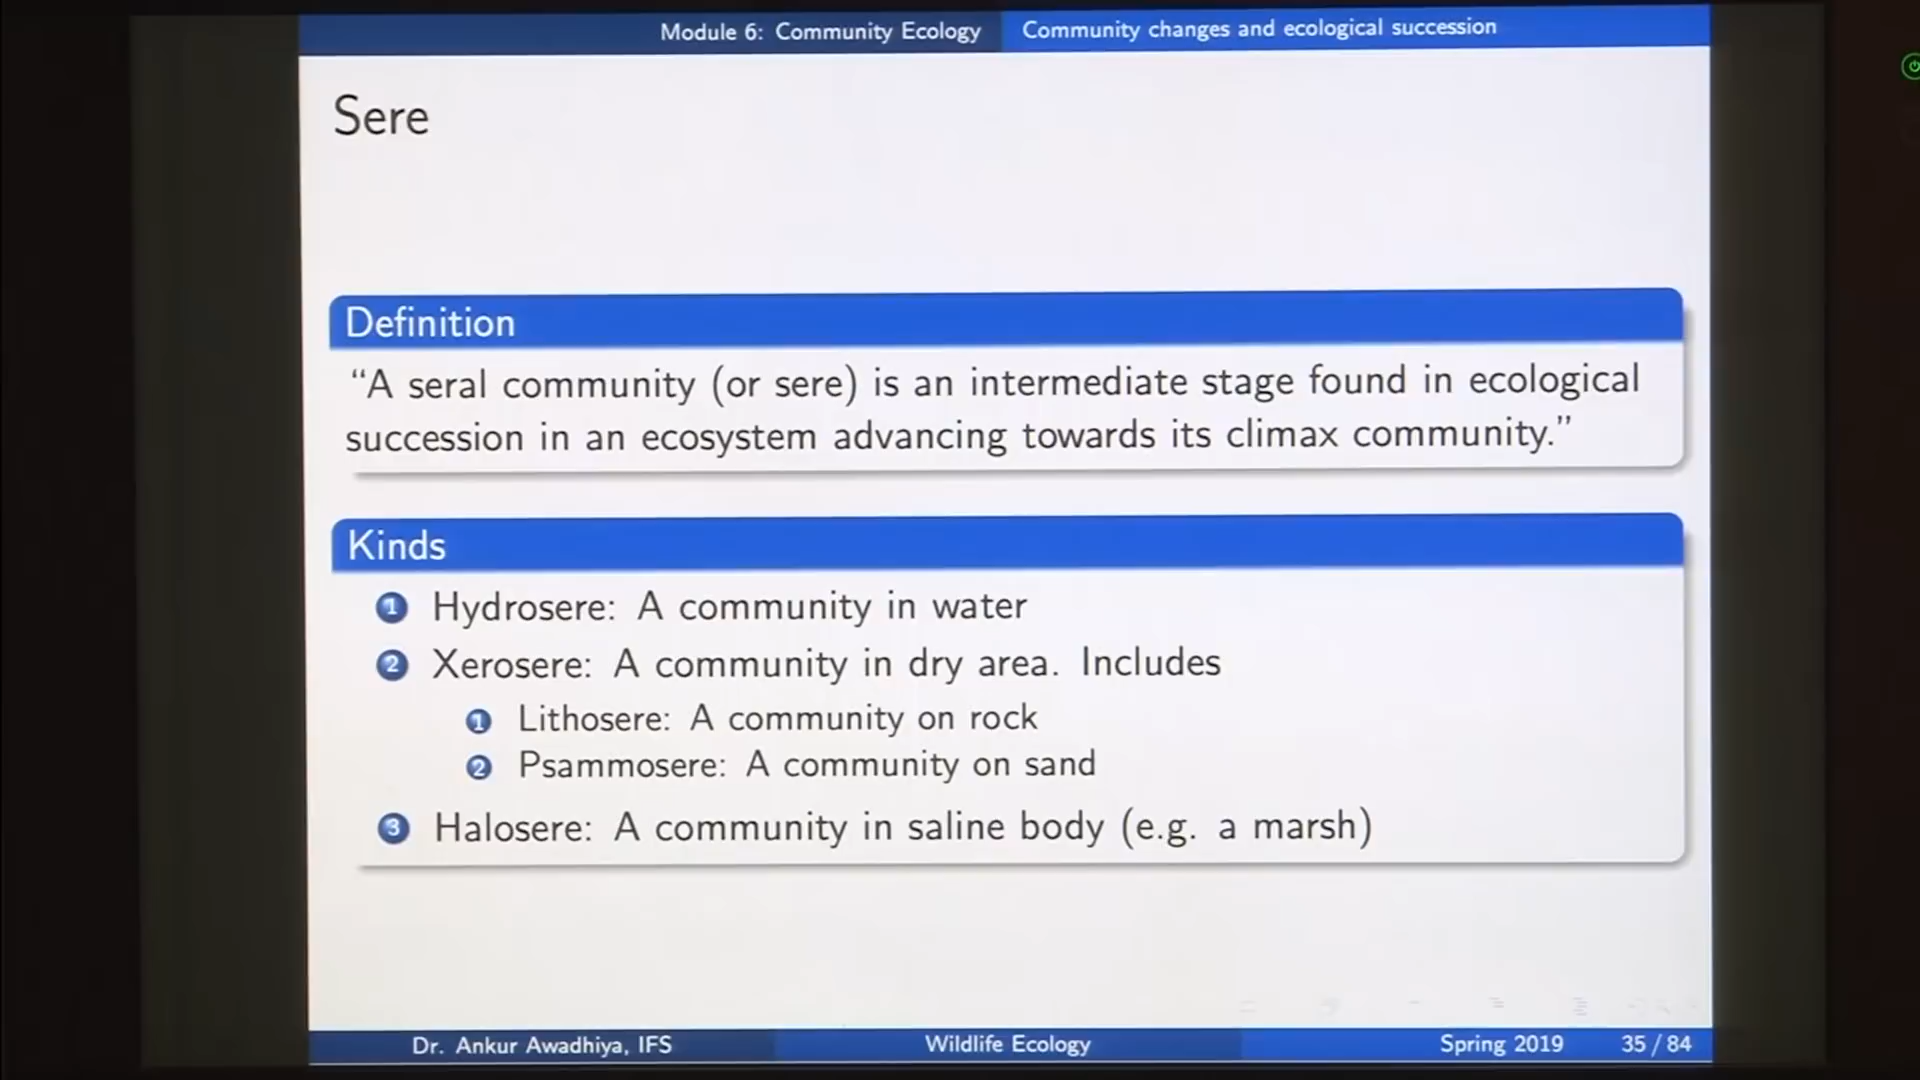 Module 6: Community Ecology
Community changes and ecological succession
Sere
Definition
“A seral community (or sere) is an intermediate stage found in ecological
succession in an ecosystem advancing towards its climax community.”
Kinds
1 Hydrosere: A community in water
2 Xerosere: A community in dry area. Includes
1 Lithosere: A community on rock
2 Psammosere: A community on sand
3 Halosere: A community in saline body (e.g. a marsh)
Dr. Ankur Awadhiya, IFS
Wildlife Ecology
Spring 2019
35 / 84